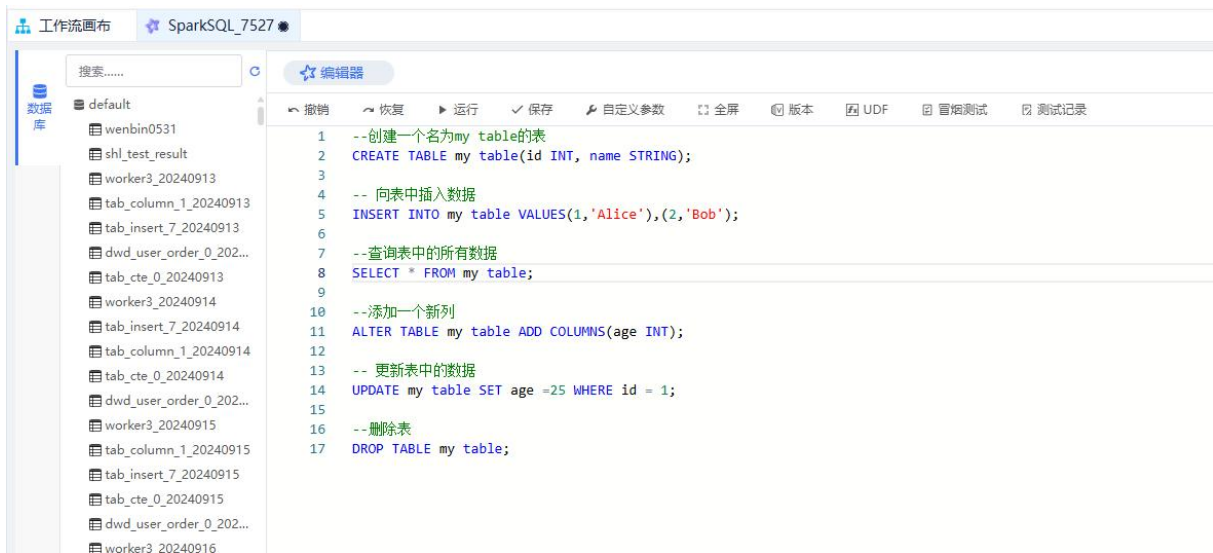 工作流画布
SparkSQL_7527
搜索......
数据库
default
wenbin0531
shl_test_result
worker3_20240913
tab_column_1_20240913
tab_insert_7_20240913
dwd_user_order_0_202...
tab_cte_0_20240913
worker3_20240914
tab_insert_7_20240914
tab_column_1_20240914
tab_cte_0_20240914
dwd_user_order_0_202...
worker3_20240915
tab_column_1_20240915
tab_insert_7_20240915
tab_cte_0_20240915
dwd_user_order_0_202...
worker3_20240916
编辑器
撤销 恢复 运行 保存 自定义参数 全屏 版本 UDF 冒烟测试 测试记录
1 --创建一个名为my table的表
2 CREATE TABLE my table(id INT, name STRING);
3
4 -- 向表中插入数据
5 INSERT INTO my table VALUES(1,'Alice'),(2,'Bob');
6
7 --查询表中的所有数据
8 SELECT * FROM my table;
9
10 --添加一个新列
11 ALTER TABLE my table ADD COLUMNS(age INT);
12
13 -- 更新表中的数据
14 UPDATE my table SET age =25 WHERE id = 1;
15
16 --删除表
17 DROP TABLE my table;